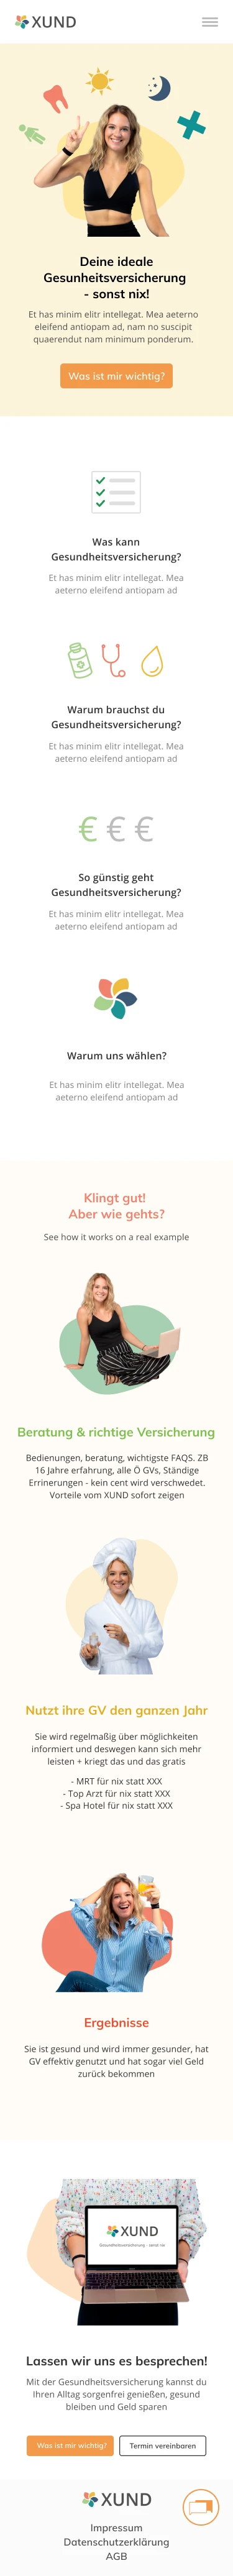 XUND
Deine ideale
Gesunheitsversicherung
- sonst nix!
Et has minim elitr intellegat. Mea aeterno
eleifend antiopam ad, nam no suscipit
quaerendut nam minimum ponderum.
Was ist mir wichtig?
Was kann
Gesundheitsversicherung?
Et has minim elitr intellegat. Mea
aeterno eleifend antiopam ad
Warum brauchst du
Gesundheitsversicherung?
Et has minim elitr intellegat. Mea
aeterno eleifend antiopam ad
€ € €
So günstig geht
Gesundheitsversicherung?
Et has minim elitr intellegat. Mea
aeterno eleifend antiopam ad
Warum uns wählen?
Et has minim elitr intellegat. Mea
aeterno eleifend antiopam ad
Klingt gut!
Aber wie gehts?
See how it works on a real example
Beratung & richtige Versicherung
Bedienungen, beratung, wichtigste FAQS. ZB
16 Jahre erfahrung, alle Ö GVs, Ständige
Errinerungen - kein cent wird verschwedet.
Vorteile vom XUND sofort zeigen
Nutzt ihre GV den ganzen Jahr
Sie wird regelmaßig über möglichkeiten
informiert und deswegen kann sich mehr
leisten + kriegt das und das gratis
- MRT für nix statt XXX
- Top Arzt für nix statt XXX
- Spa Hotel für nix statt XXX
Ergebnisse
Sie ist gesund und wird immer gesunder, hat
GV effektiv genutzt und hat sogar viel Geld
zurück bekommen
XUND
Gesundheitsversicherung - sonst nix
Lassen wir uns es besprechen!
Mit der Gesundheitsversicherung kannst du
Ihren Alltag sorgenfrei genießen, gesund
bleiben und Geld sparen
Was ist mir wichtig?
Termin vereinbaren
XUND
Impressum
Datenschutzerklärung
AGB